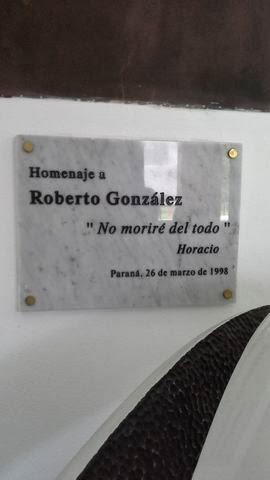 Homenaje a
Roberto González
" No moriré del todo "
Horacio
Paraná, 26 de marzo de 1998